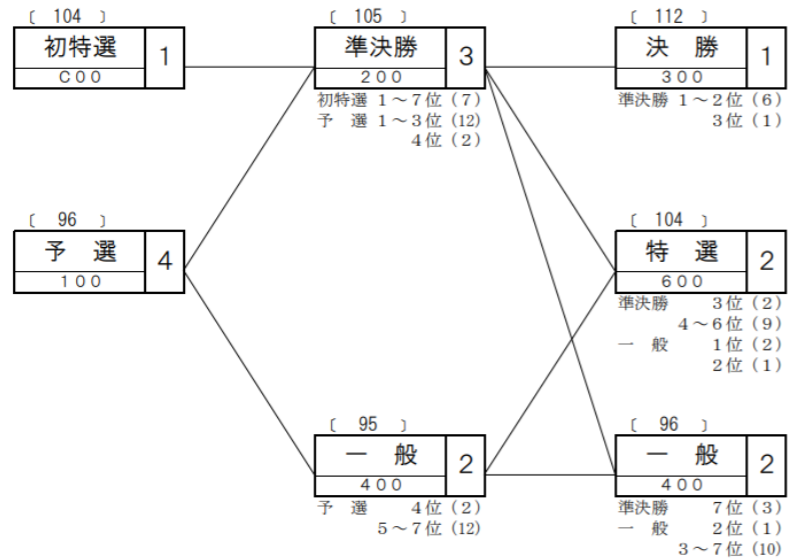 〔 104 〕
初特選 1
C００
〔 105 〕
準決勝 3
２００
初特選 １～７位（７）
予　選 １～３位（12）
４位（２）
〔 112 〕
決　勝 1
３００
準決勝 １～２位（６）
３位（１）
〔 96 〕
予　選 4
１００
〔 104 〕
特　選 2
６００
準決勝　３位（２）
４～６位（９）
一　般　１位（２）
２位（１）
〔 95 〕
一　般 2
４００
予　選　４位（２）
５～７位（12）
〔 96 〕
一　般 2
４００
準決勝　７位（３）
一　般　２位（１）
３～７位（10）